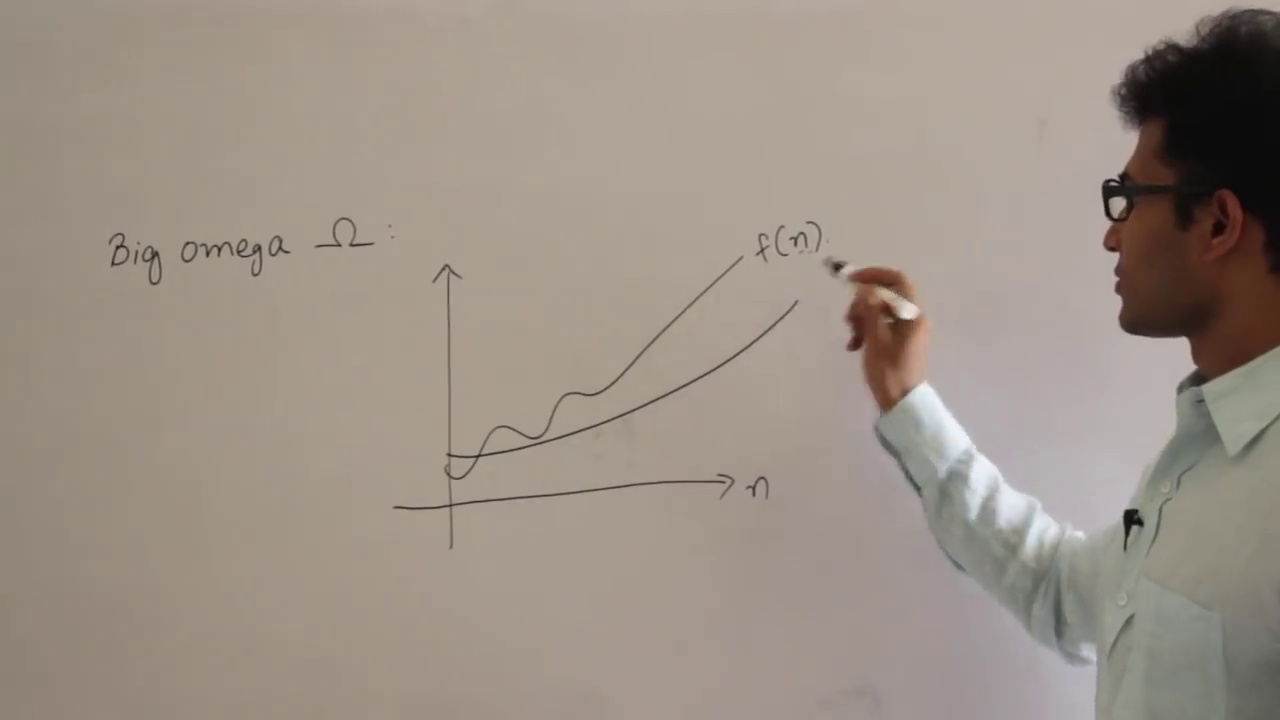 Big omega Ω:
f(n).
n